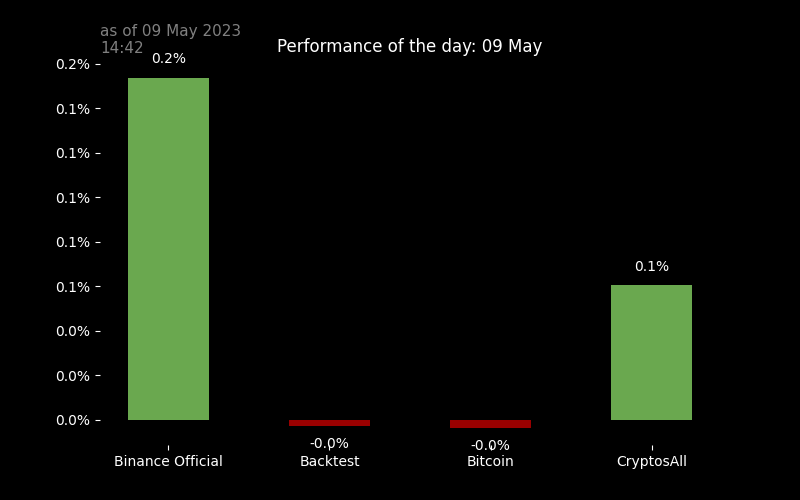 as of 09 May 2023
14:42
Performance of the day: 09 May
0.2%
0.2%
0.1%
0.1%
0.1%
0.1%
0.1%
0.1%
0.0%
0.0%
0.0%
-0.0%
-0.0%
Binance Official
Backtest
Bitcoin
CryptosAll